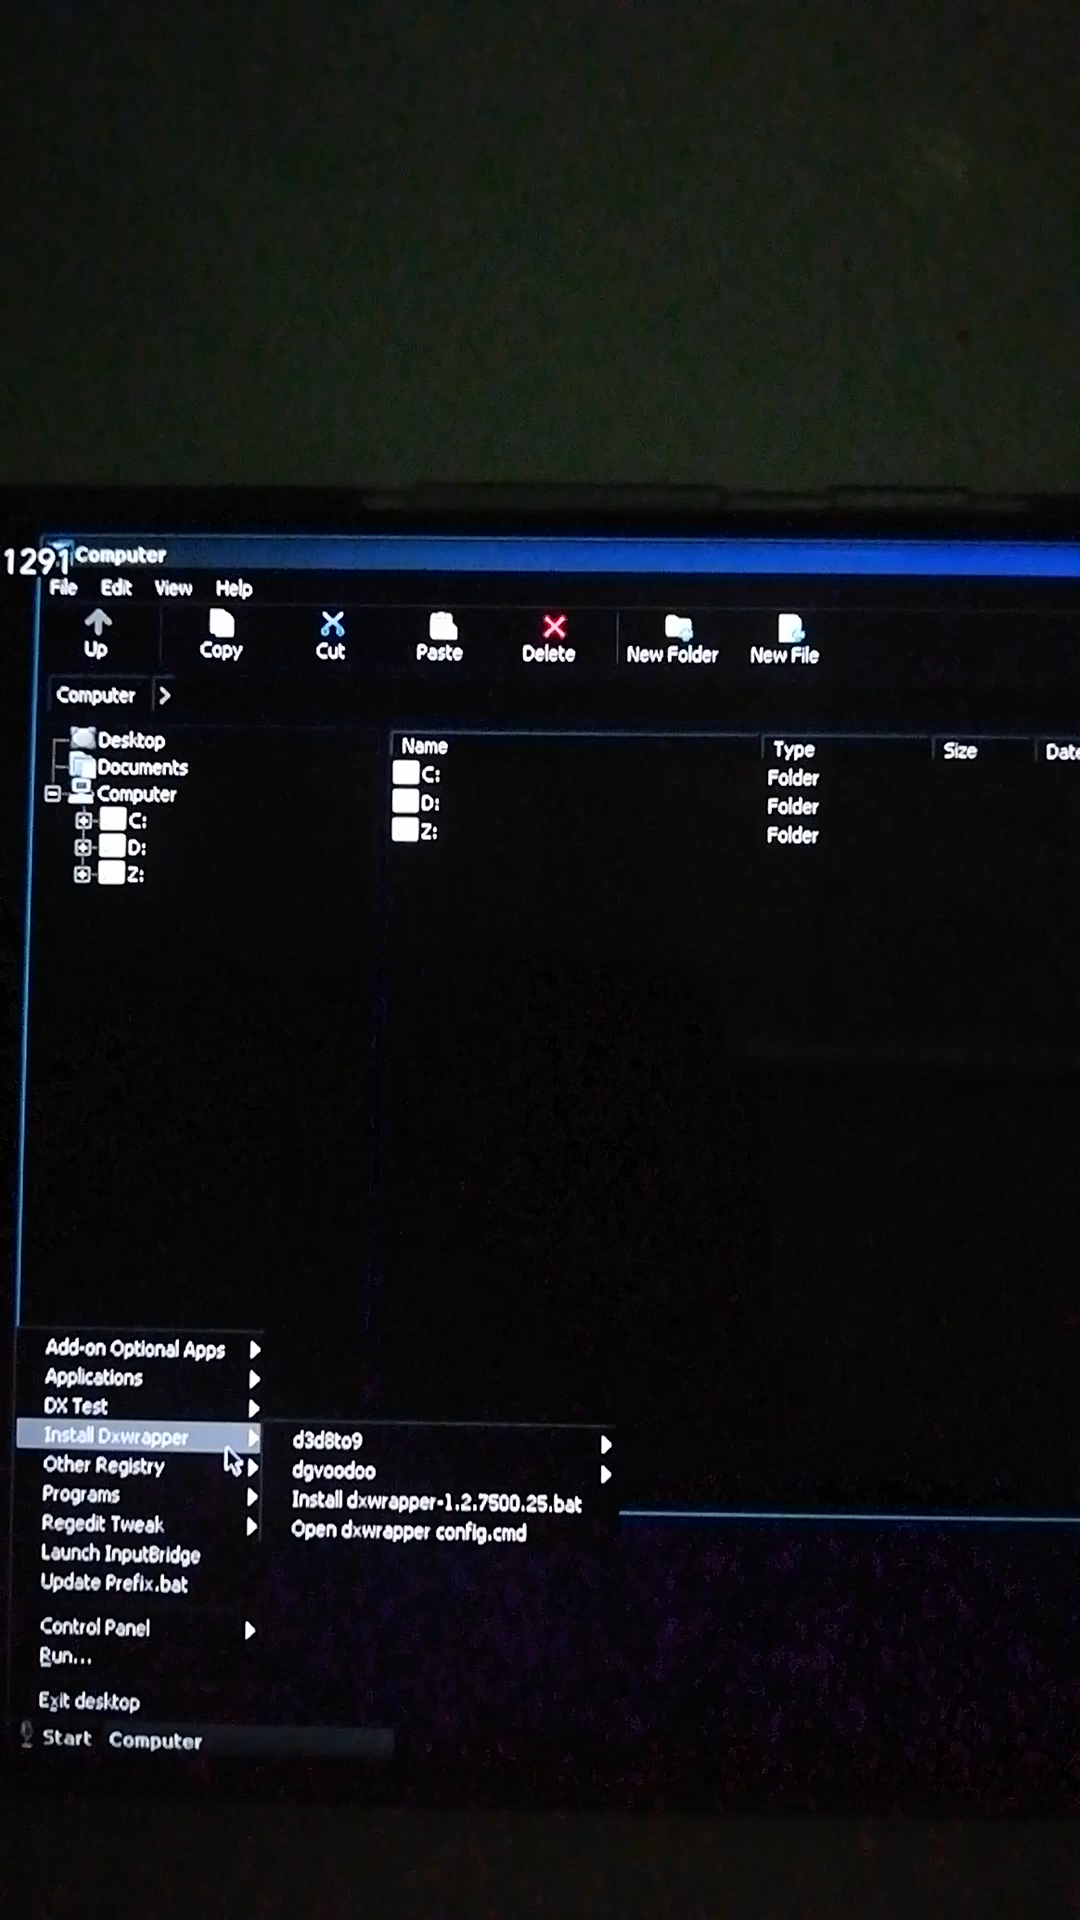 1291
Computer
File Edit View Help
Up Copy Cut Paste Delete New Folder New File
Computer >
Desktop
Documents
Computer
C:
D:
Z:
Name Type Size Date
C: Folder
D: Folder
Z: Folder
Add-on Optional Apps
Applications
DX Test
Install Dxwrapper
Other Registry
Programs
Regedit Tweak
Launch InputBridge
Update Prefix.bat
Control Panel
Run...
Exit desktop
d3d8to9
dgvoodoo
Install dxwrapper-1.2.7500.25.bat
Open dxwrapper config.cmd
Start Computer